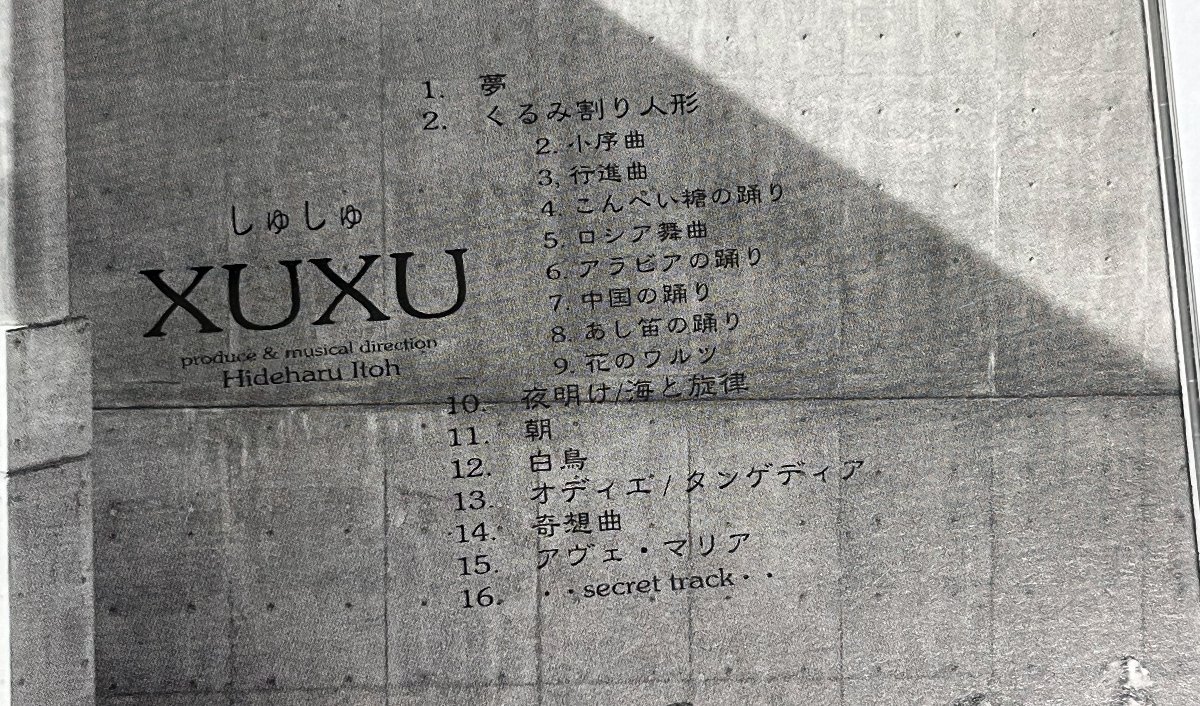 しゅしゅ
XUXU
produce & musical direction
Hideharu Itoh
1. 夢
2. くるみ割り人形
2. 小序曲
3, 行進曲
4. こんぺい糖の踊り
5. ロシア舞曲
6. アラビアの踊り
7. 中国の踊り
8. あし笛の踊り
9. 花のワルツ
10. 夜明け/海と旋律
11. 朝
12. 白鳥
13. オディエ/タンゲディア
14. 奇想曲
15. アヴェ・マリア
16. ・・secret track・・